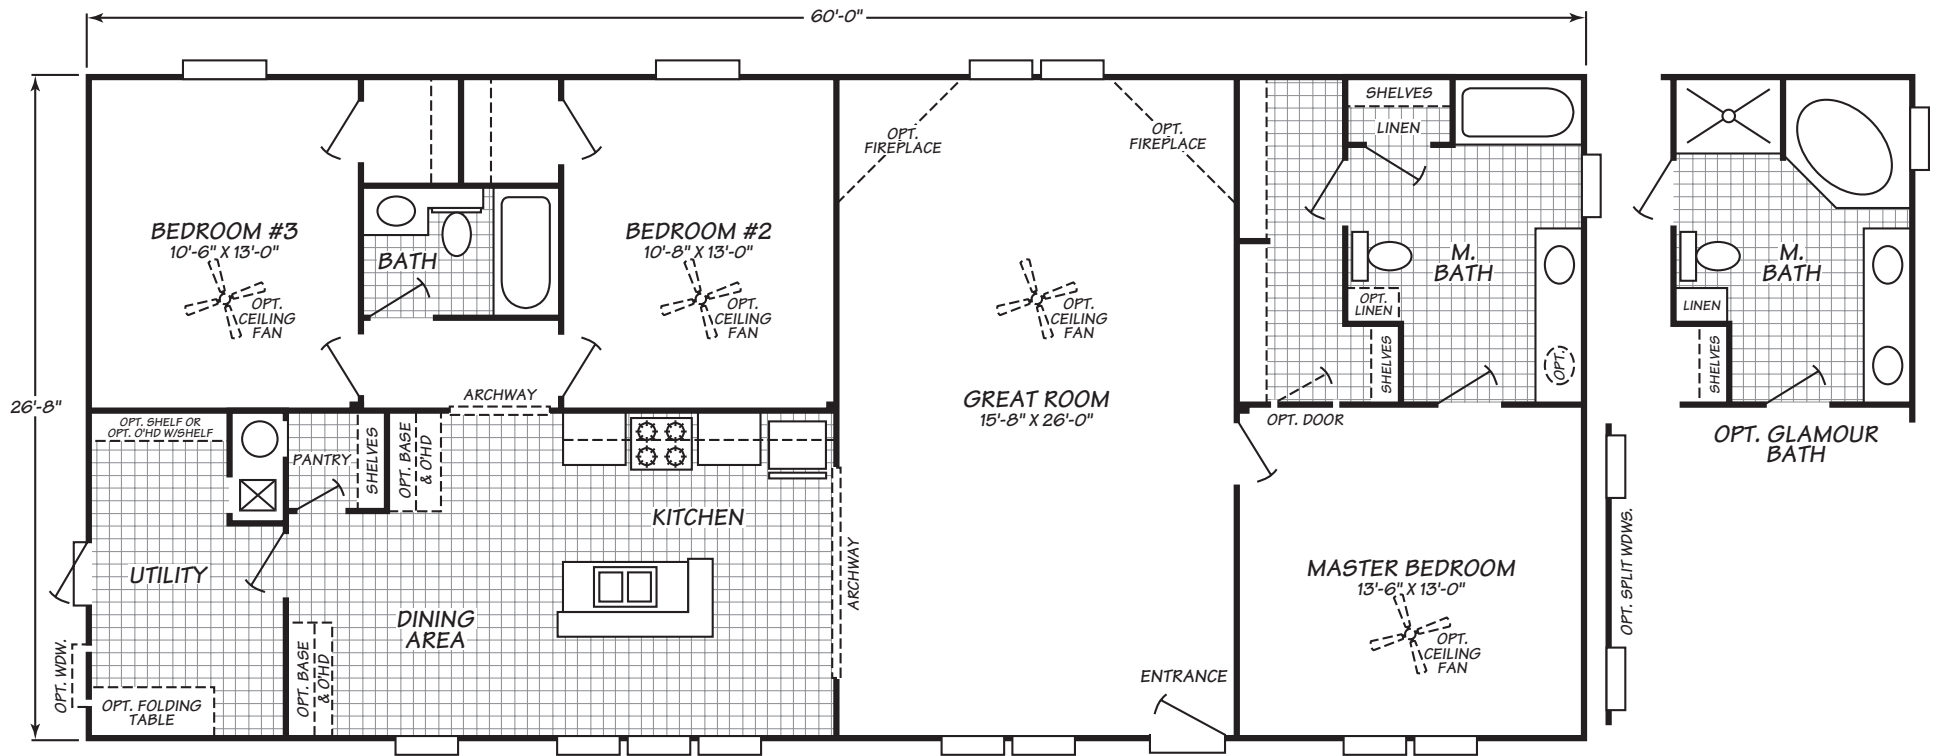 60'-0"
26'-8"
BEDROOM #3
10'-6" X 13'-0"
OPT.
CEILING
FAN
BATH
BEDROOM #2
10'-8" X 13'-0"
OPT.
CEILING
FAN
ARCHWAY
OPT.
FIREPLACE
OPT.
FIREPLACE
OPT.
CEILING
FAN
GREAT ROOM
15'-8" X 26'-0"
SHELVES
LINEN
M.
BATH
OPT.
LINEN
SHELVES
OPT.
OPT. DOOR
M.
BATH
LINEN
SHELVES
OPT. GLAMOUR
BATH
OPT. SHELF OR
OPT. O'HD W/SHELF
PANTRY
SHELVES
OPT. BASE
& O'HD
KITCHEN
UTILITY
DINING
AREA
ARCHWAY
OPT. WDW.
OPT. FOLDING
TABLE
OPT. BASE
& O'HD
MASTER BEDROOM
13'-6" X 13'-0"
OPT.
CEILING
FAN
ENTRANCE
OPT. SPLIT WDWS.